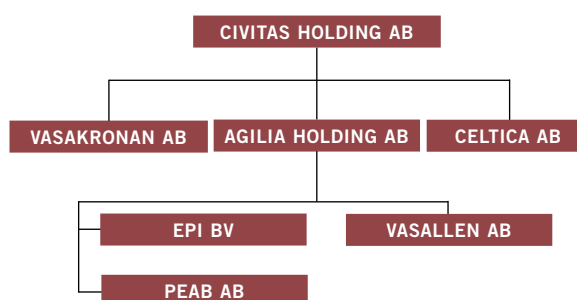 CIVITAS HOLDING AB
VASAKRONAN AB
AGILIA HOLDING AB
CELTICA AB
EPI BV
VASALLEN AB
PEAB AB